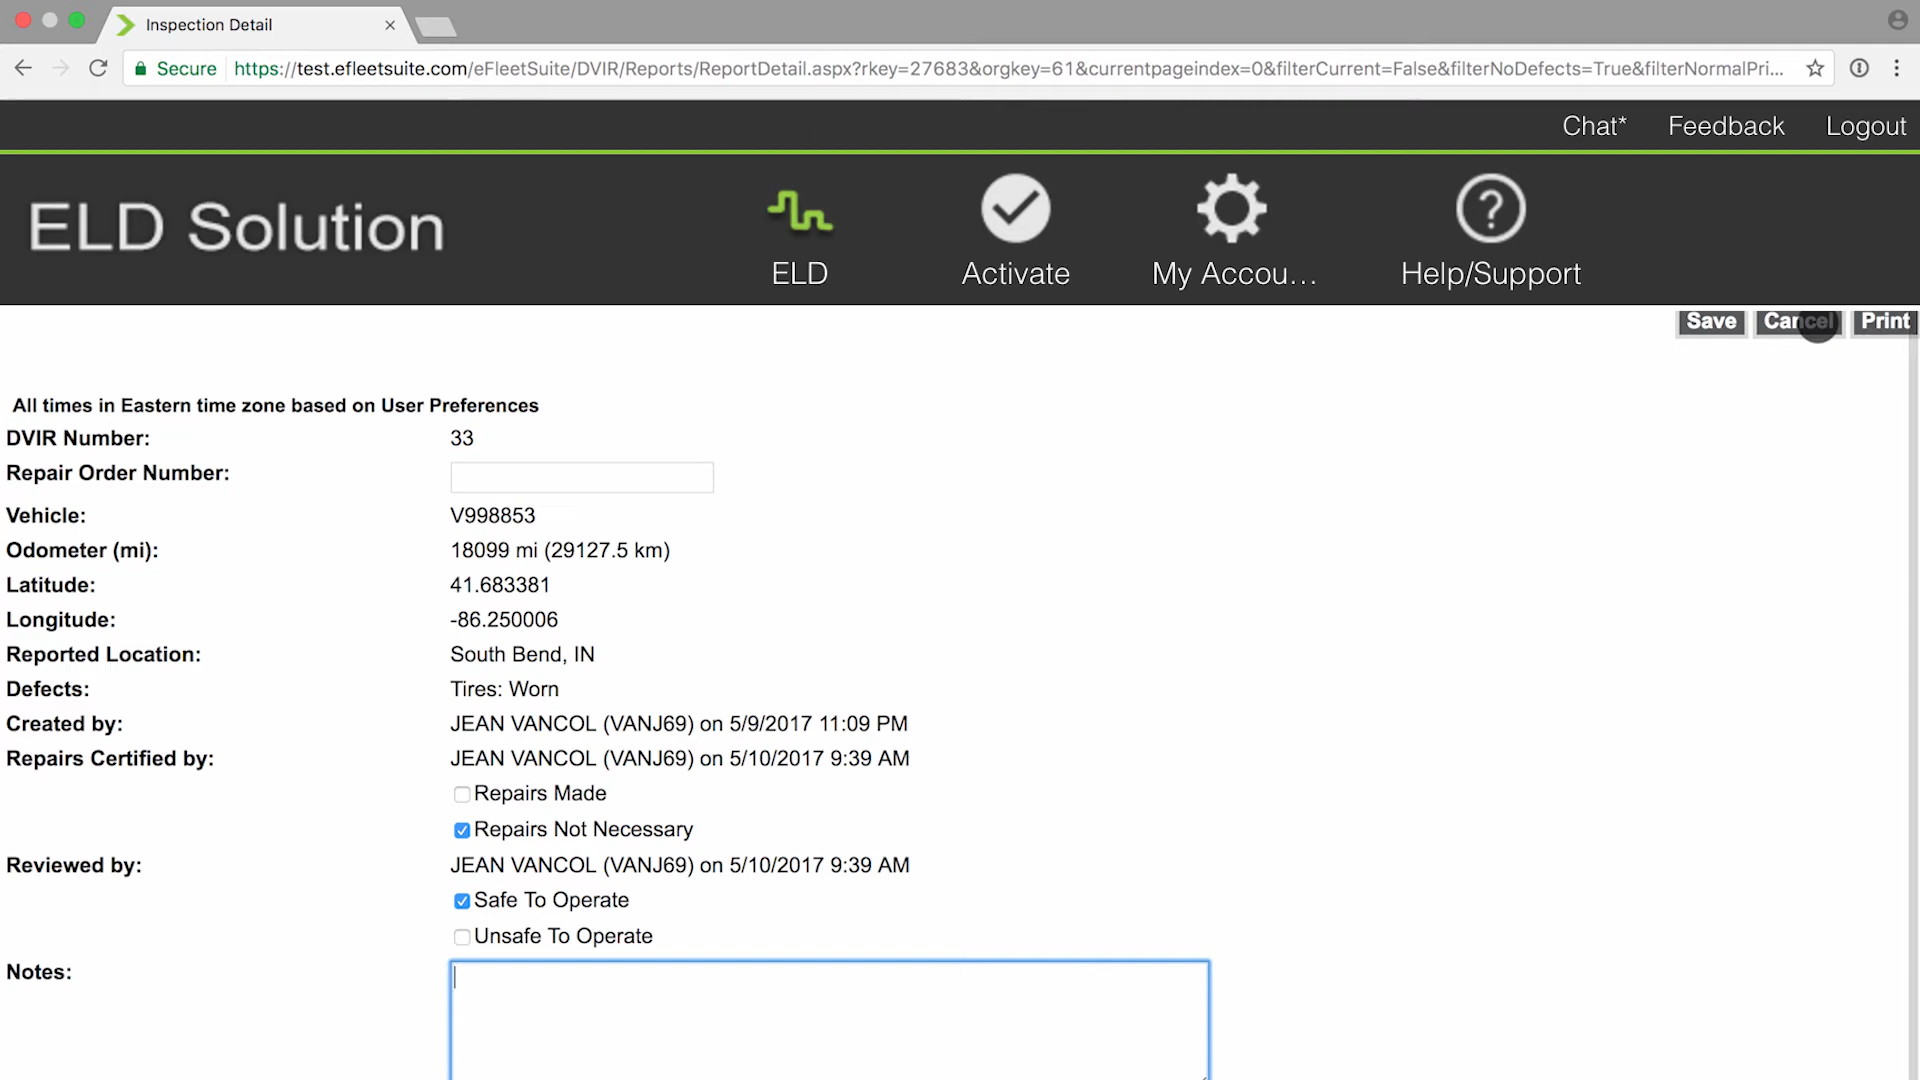 Inspection Detail
Secure https://test.efleetsuite.com/eFleetSuite/DVIR/Reports/ReportDetail.aspx?rkey=27683&orgkey=61&currentpageindex=0&filterCurrent=False&filterNoDefects=True&filterNormalPri...
Chat* Feedback Logout
ELD Solution
ELD Activate My Accou... Help/Support
Save Cancel Print
All times in Eastern time zone based on User Preferences
DVIR Number: 33
Repair Order Number:
Vehicle: V998853
Odometer (mi): 18099 mi (29127.5 km)
Latitude: 41.683381
Longitude: -86.250006
Reported Location: South Bend, IN
Defects: Tires: Worn
Created by: JEAN VANCOL (VANJ69) on 5/9/2017 11:09 PM
Repairs Certified by: JEAN VANCOL (VANJ69) on 5/10/2017 9:39 AM
Repairs Made
Repairs Not Necessary
Reviewed by: JEAN VANCOL (VANJ69) on 5/10/2017 9:39 AM
Safe To Operate
Unsafe To Operate
Notes: